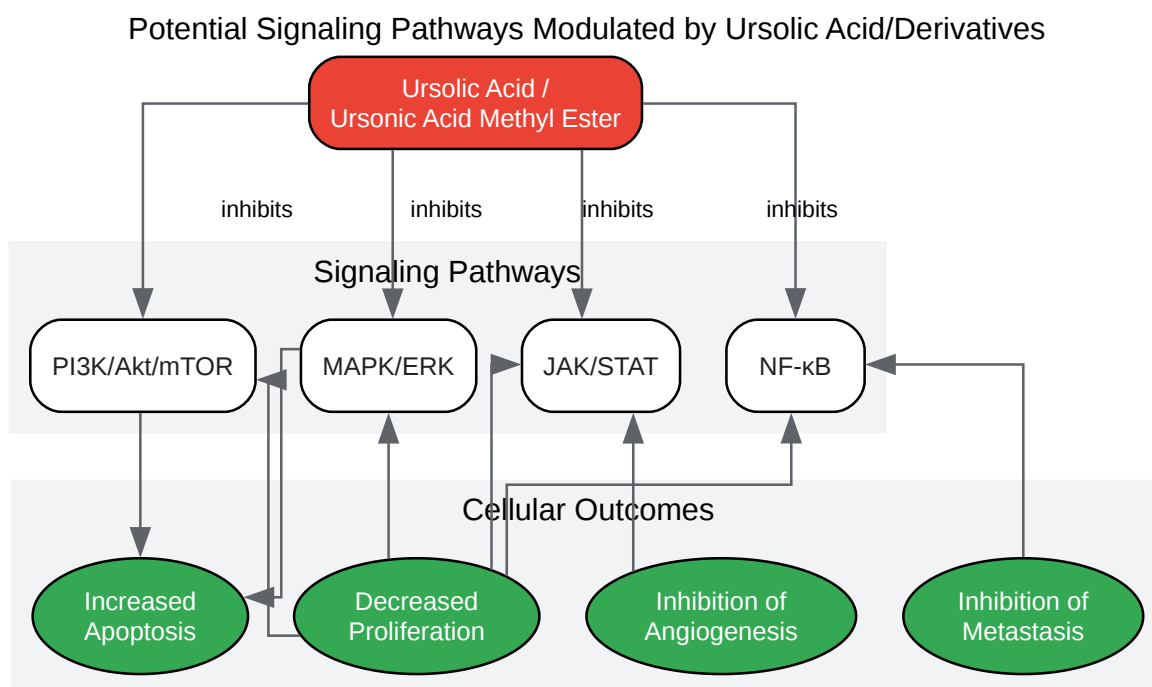 Potential Signaling Pathways Modulated by Ursolic Acid/Derivatives
Ursolic Acid /
Ursonic Acid Methyl Ester
inhibits
inhibits
inhibits
inhibits
Signaling Pathways
PI3K/Akt/mTOR
MAPK/ERK
JAK/STAT
NF-κB
Cellular Outcomes
Increased
Apoptosis
Decreased
Proliferation
Inhibition of
Angiogenesis
Inhibition of
Metastasis